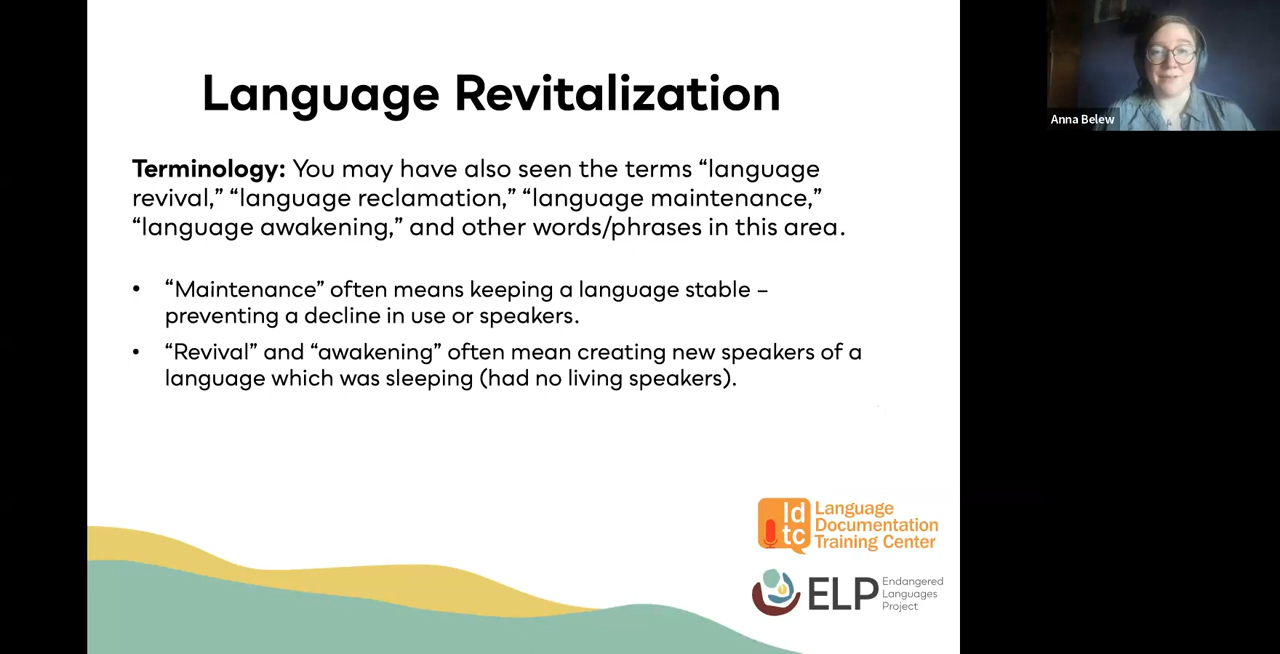 Language Revitalization
Terminology: You may have also seen the terms “language
revival,” “language reclamation,” “language maintenance,”
“language awakening,” and other words/phrases in this area.
• “Maintenance” often means keeping a language stable –
preventing a decline in use or speakers.
• “Revival” and “awakening” often mean creating new speakers of a
language which was sleeping (had no living speakers).
ld
tc
Language
Documentation
Training Center
ELP
Endangered
Languages
Project
Anna Belew